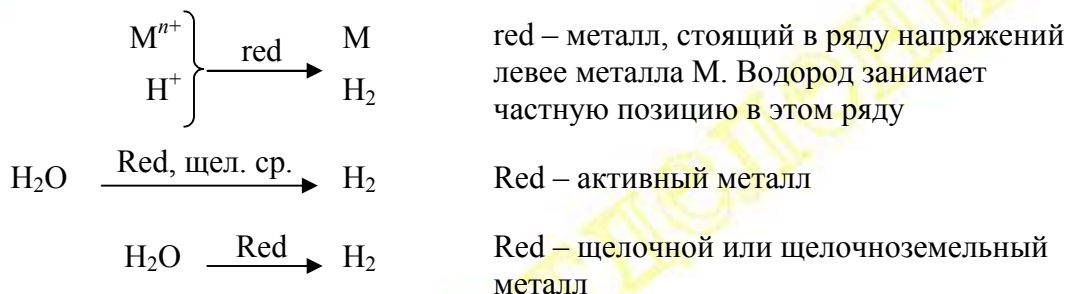 Mⁿ⁺ M red – металл, стоящий в ряду напряжений
red левее металла M. Водород занимает
H⁺ H₂ частную позицию в этом ряду
H₂O Red, щел. ср. H₂ Red – активный металл
H₂O Red H₂ Red – щелочной или щелочноземельный
металл